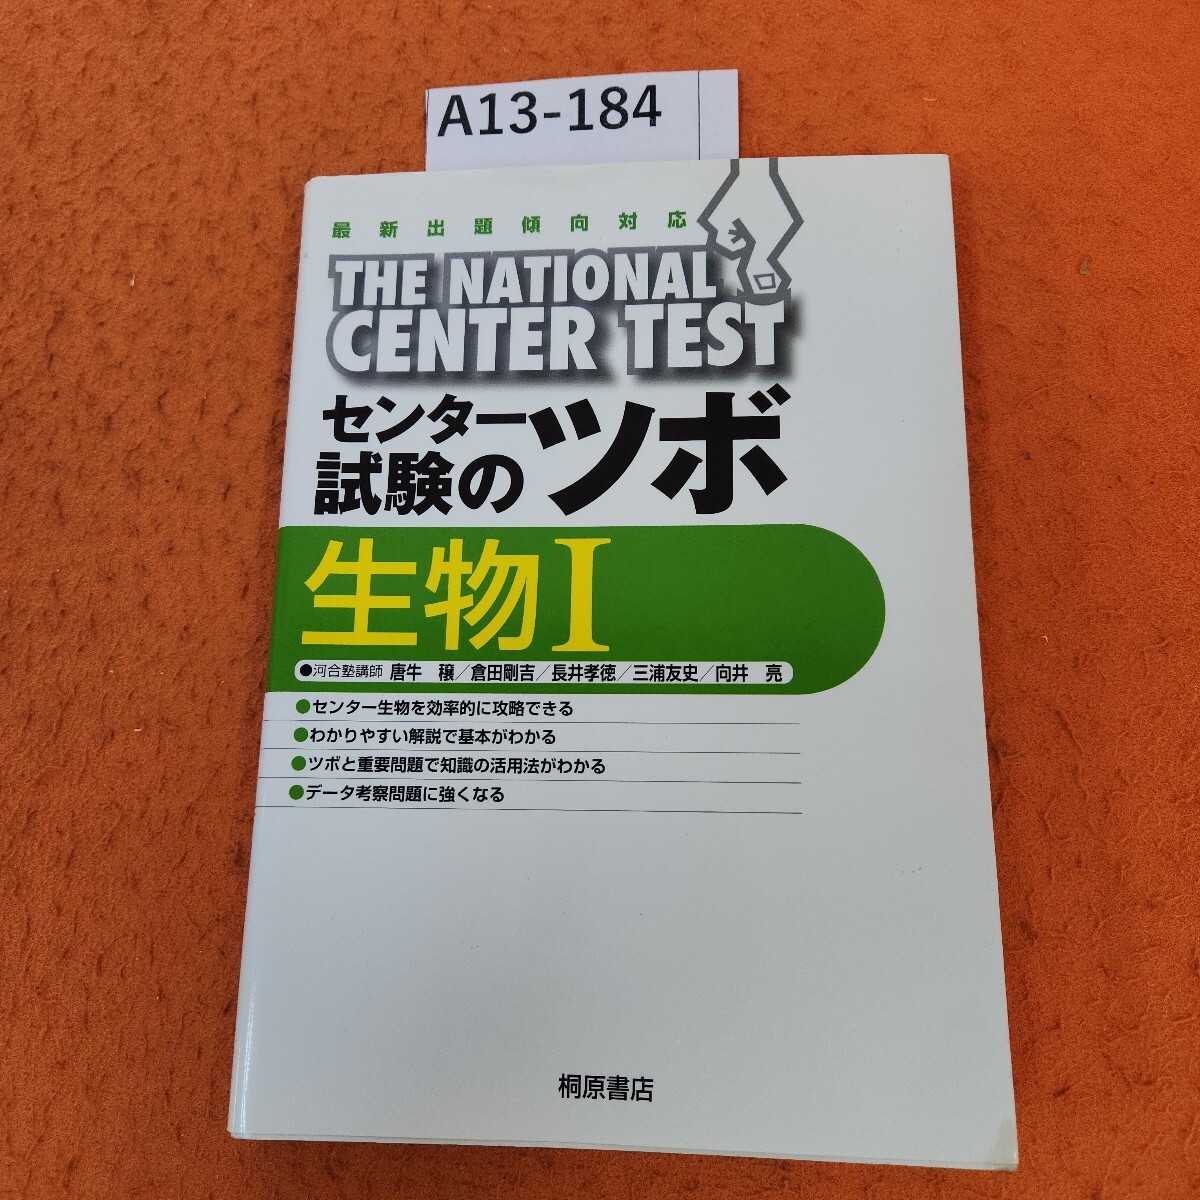 A13-184
最新出題傾向対応
THE NATIONAL
CENTER TEST
センター
試験のツボ
生物I
●河合塾講師 唐牛 穣／倉田剛吉／長井孝徳／三浦友史／向井 亮
●センター生物を効率的に攻略できる
●わかりやすい解説で基本がわかる
●ツボと重要問題で知識の活用法がわかる
●データ考察問題に強くなる
桐原書店